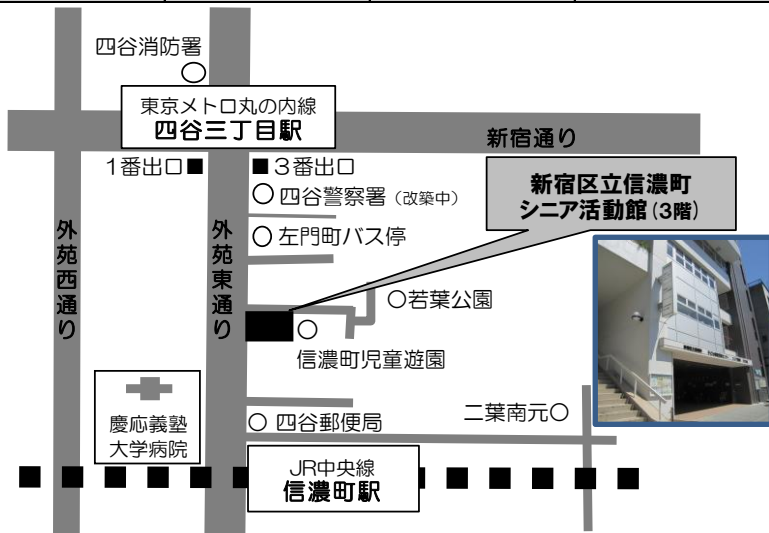 四谷消防署
東京メトロ丸の内線
四谷三丁目駅
新宿通り
1番出口■
■3番出口
四谷警察署（改築中）
新宿区立信濃町
シニア活動館(3階)
左門町バス停
外苑西通り
外苑東通り
若葉公園
信濃町児童遊園
慶応義塾
大学病院
四谷郵便局
二葉南元
JR中央線
信濃町駅